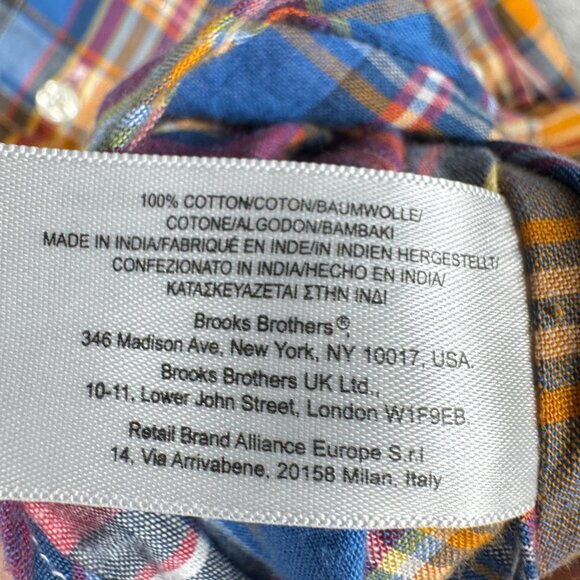 100% COTTON/COTON/BAUMWOLLE/
COTONE/ALGODON/BAMBAKI
MADE IN INDIA/FABRIQUÉ EN INDE/IN INDIEN HERGESTELLT/
CONFEZIONATO IN INDIA/HECHO EN INDIA/
ΚΑΤΑΣΚΕΥΑΖΕΤΑΙ ΣΤΗΝ ΙΝΔΙ
Brooks Brothers®,
346 Madison Ave, New York, NY 10017, USA.
Brooks Brothers UK Ltd.,
10-11, Lower John Street, London W1F9EB
Retail Brand Alliance Europe S.r.l
14, Via Arrivabene, 20158 Milan, Italy